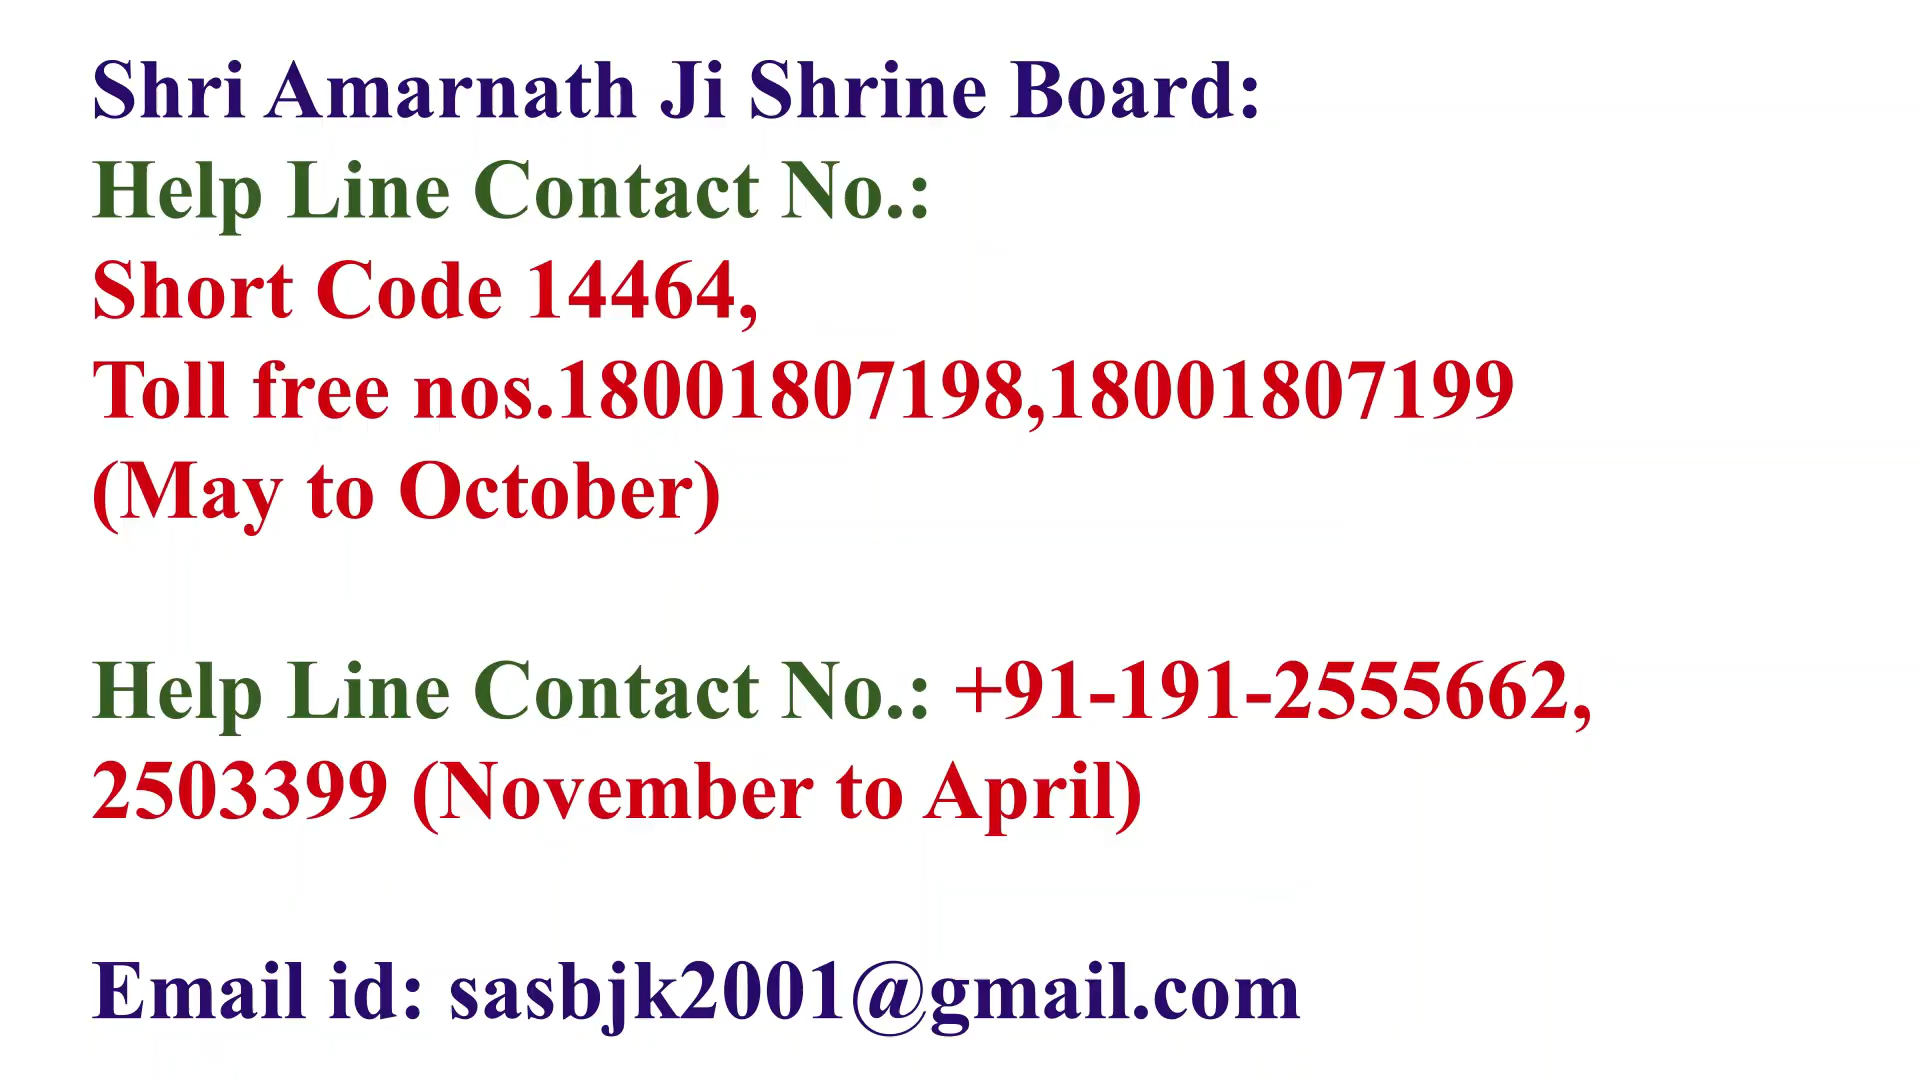 Shri Amarnath Ji Shrine Board:
Help Line Contact No.:
Short Code 14464,
Toll free nos.18001807198,18001807199
(May to October)
Help Line Contact No.: +91-191-2555662,
2503399 (November to April)
Email id: sasbjk2001@gmail.com